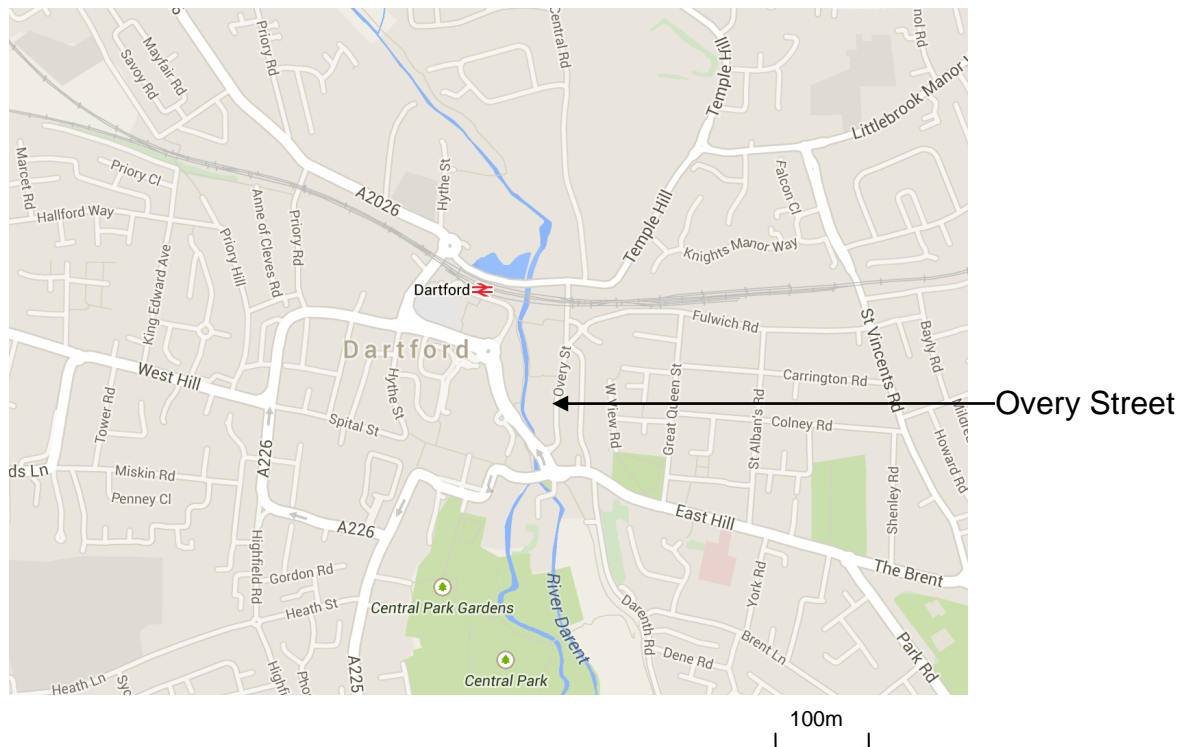 Mayfair Rd
Savoy Rd
Priory Rd
Central Rd
Temple Hill
Littlebrook Manor
Marcet Rd
Priory Cl
Hallford Way
King Edward Ave
Priory Hill
Anne of Cleves Rd
Priory Rd
A2026
Hythe St
Temple Hill
Falcon Cl
Knights Manor Way
Dartford
Fulwich Rd
St Vincents Rd
Bayly Rd
Dartford
West Hill
Hythe St
Overy St
W View Rd
Great Queen St
Carrington Rd
Overy Street
Tower Rd
Spital St
St Alban's Rd
Colney Rd
Howard Rd
ds Ln
Miskin Rd
A226
Penney Cl
Shenley Rd
East Hill
A226
Highfield Rd
The Brent
Gordon Rd
Heath St
Central Park Gardens
River Darent
Darenth Rd
York Rd
Brent Ln
Park Rd
Dene Rd
A225
Heath Ln
Central Park
100m